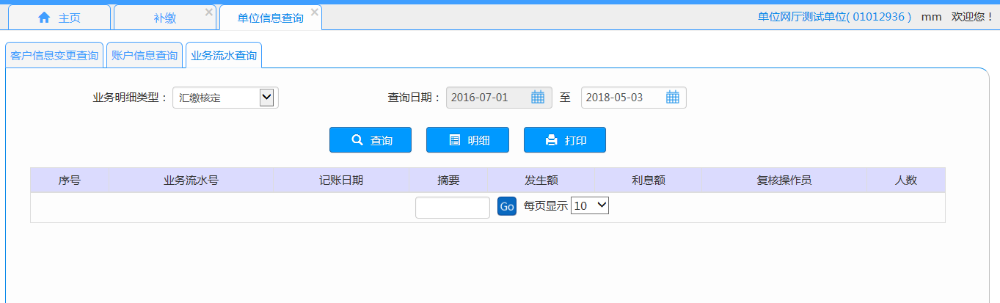 主页 补缴 单位信息查询 单位网厅测试单位( 01012936 ) mm 欢迎您！
客户信息变更查询 账户信息查询 业务流水查询
业务明细类型： 汇缴核定 查询日期： 2016-07-01 至 2018-05-03
查询 明细 打印
序号 业务流水号 记账日期 摘要 发生额 利息额 复核操作员 人数
Go 每页显示 10